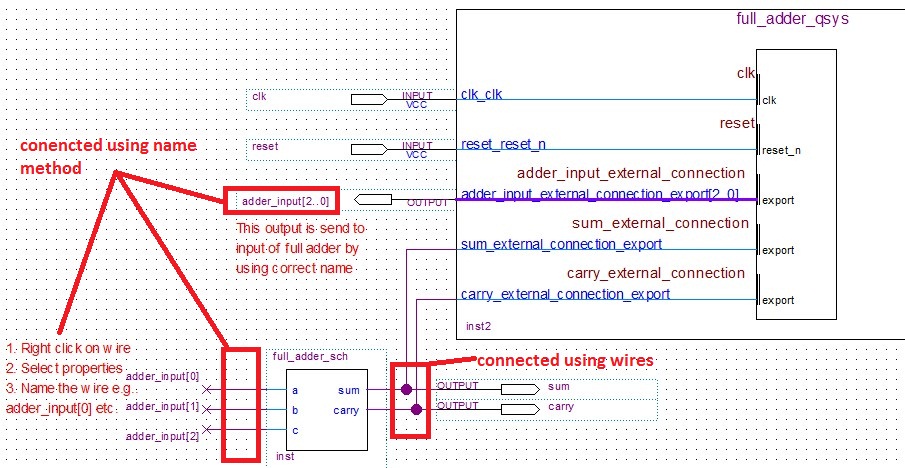 full_adder_qsys
clk
clk
INPUT
VCC
clk_clk
clk
reset
reset
INPUT
VCC
reset_reset_n
reset_n
conencted using name
method
adder_input_external_connection
adder_input[2..0]
OUTPUT
adder_input_external_connection_export[2..0]
export
This output is send to
input of full adder by
using correct name
sum_external_connection
sum_external_connection_export
export
carry_external_connection
carry_external_connection_export
export
inst2
1. Right click on wire
2. Select properties
3. Name the wire e.g.
adder_input[0] etc.
full_adder_sch
connected using wires
adder_input[0]
a
sum
OUTPUT
sum
adder_input[1]
b
carry
OUTPUT
carry
adder_input[2]
c
inst